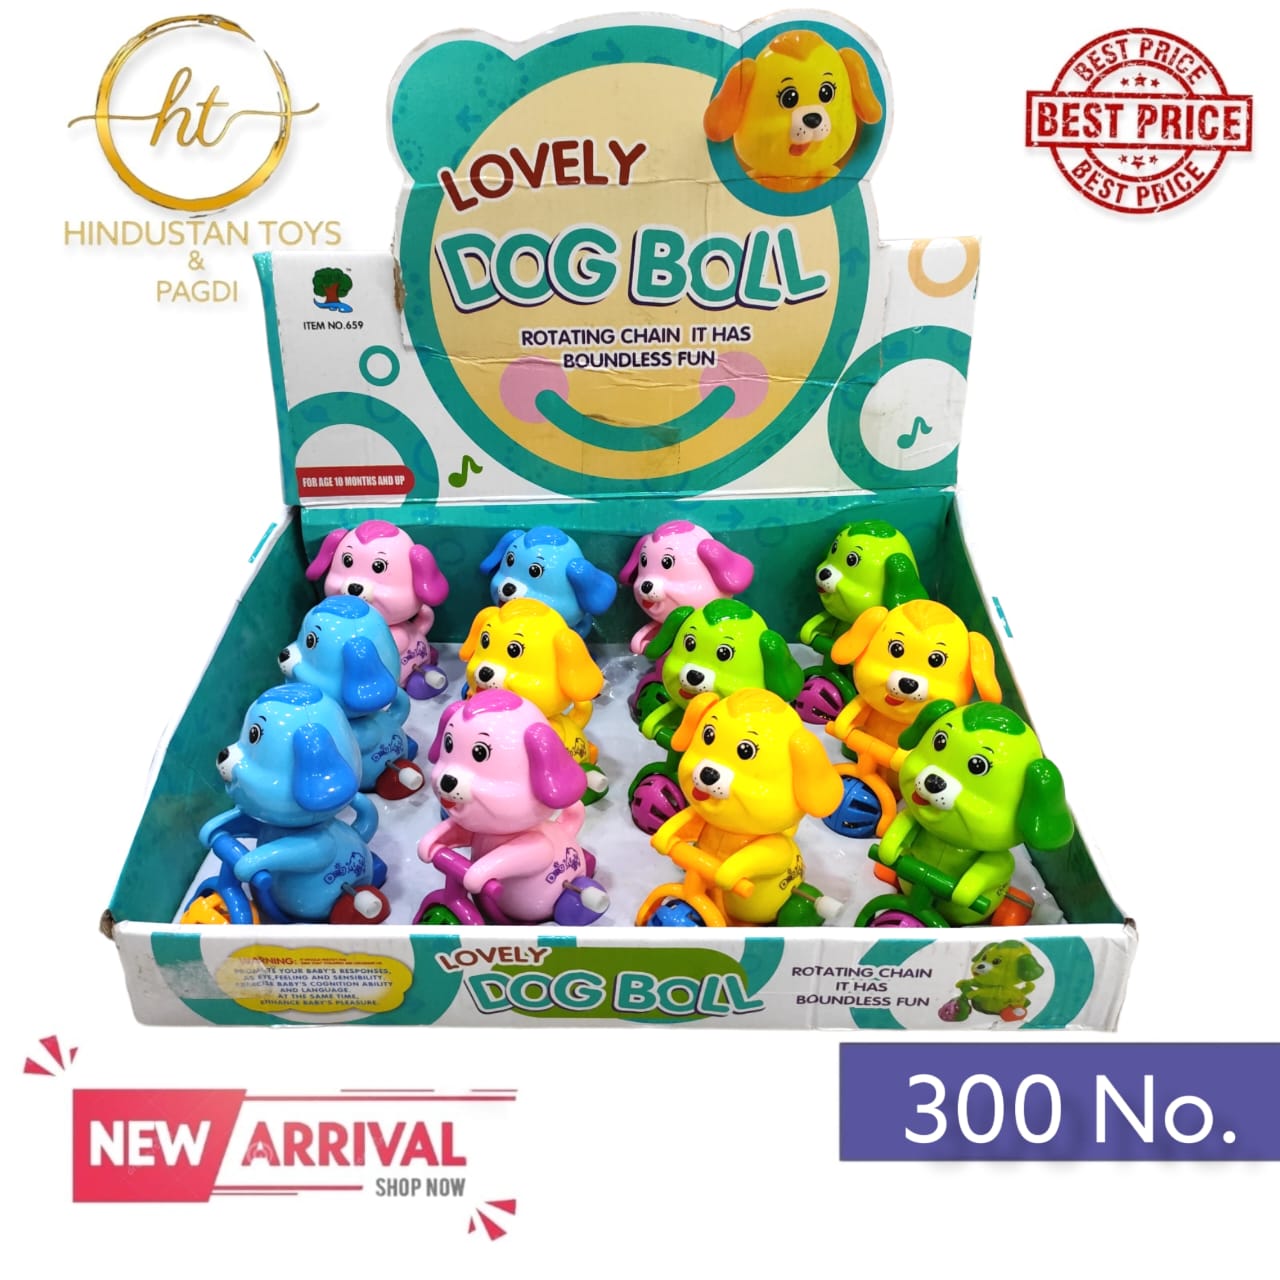 ht
HINDUSTAN TOYS
&
PAGDI
BEST PRICE
BEST PRICE
BEST PRICE
LOVELY
DOG BOLL
ROTATING CHAIN IT HAS
BOUNDLESS FUN
ITEM NO.659
FOR AGE 10 MONTHS AND UP
WARNING:
PROMOTE YOUR BABY'S RESPONSES,
AS EYE,FEELING AND SENSIBILITY.
EXERCISE BABY'S COGNITION ABILITY
AND LANGUAGE.
AT THE SAME TIME,
ENHANCE BABY'S PLEASURE.
LOVELY
DOG BOLL
ROTATING CHAIN
IT HAS
BOUNDLESS FUN
NEW ARRIVAL
SHOP NOW
300 No.